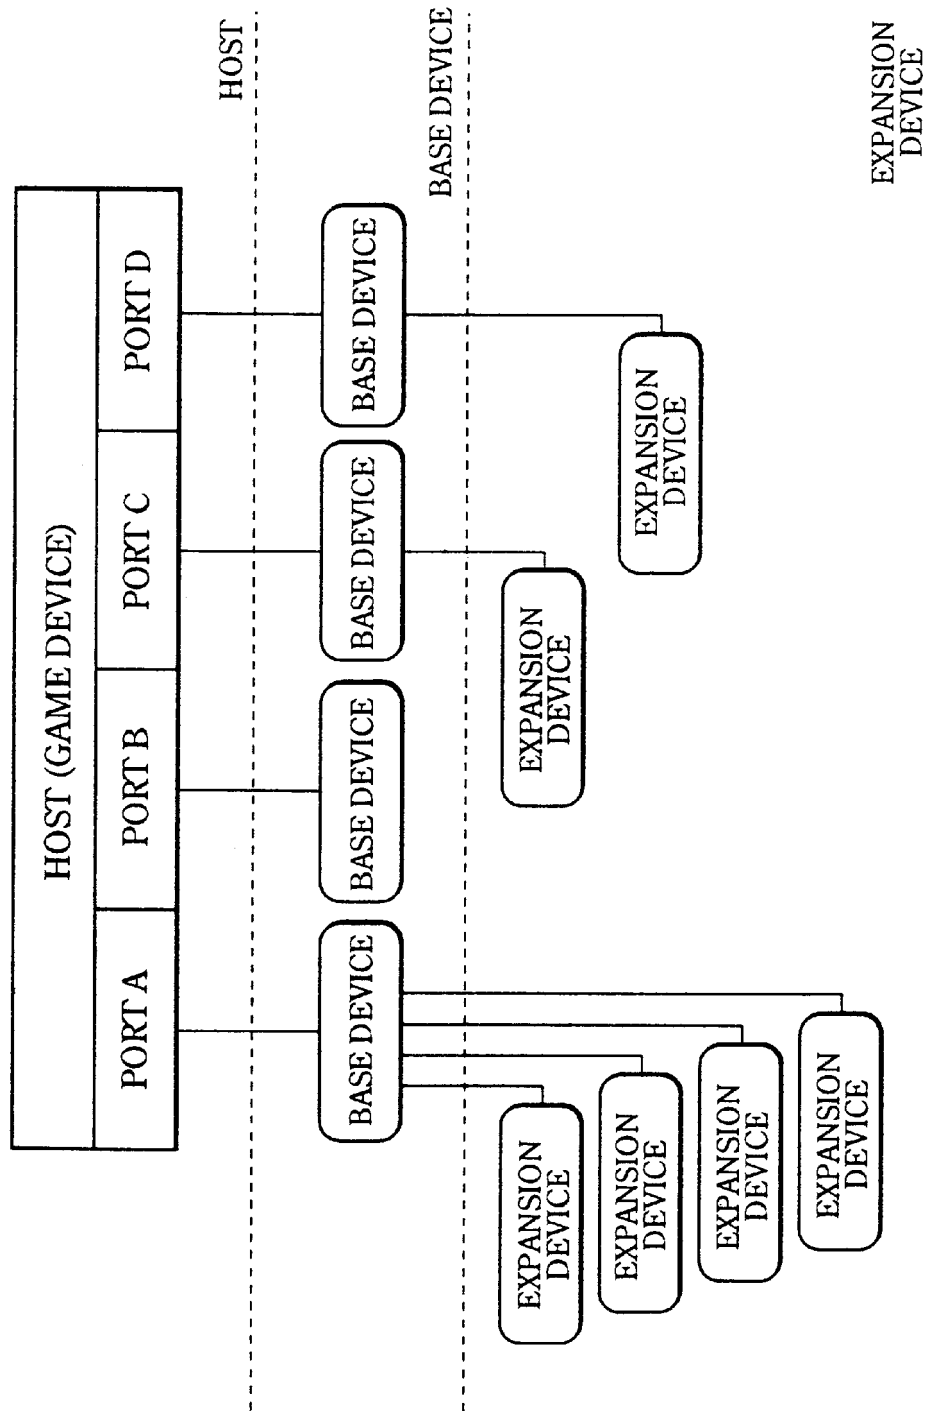 HOST (GAME DEVICE)
PORT A
PORT B
PORT C
PORT D
HOST
BASE DEVICE
BASE DEVICE
BASE DEVICE
BASE DEVICE
BASE DEVICE
EXPANSION
DEVICE
EXPANSION
DEVICE
EXPANSION
DEVICE
EXPANSION
DEVICE
EXPANSION
DEVICE
EXPANSION
DEVICE
EXPANSION
DEVICE